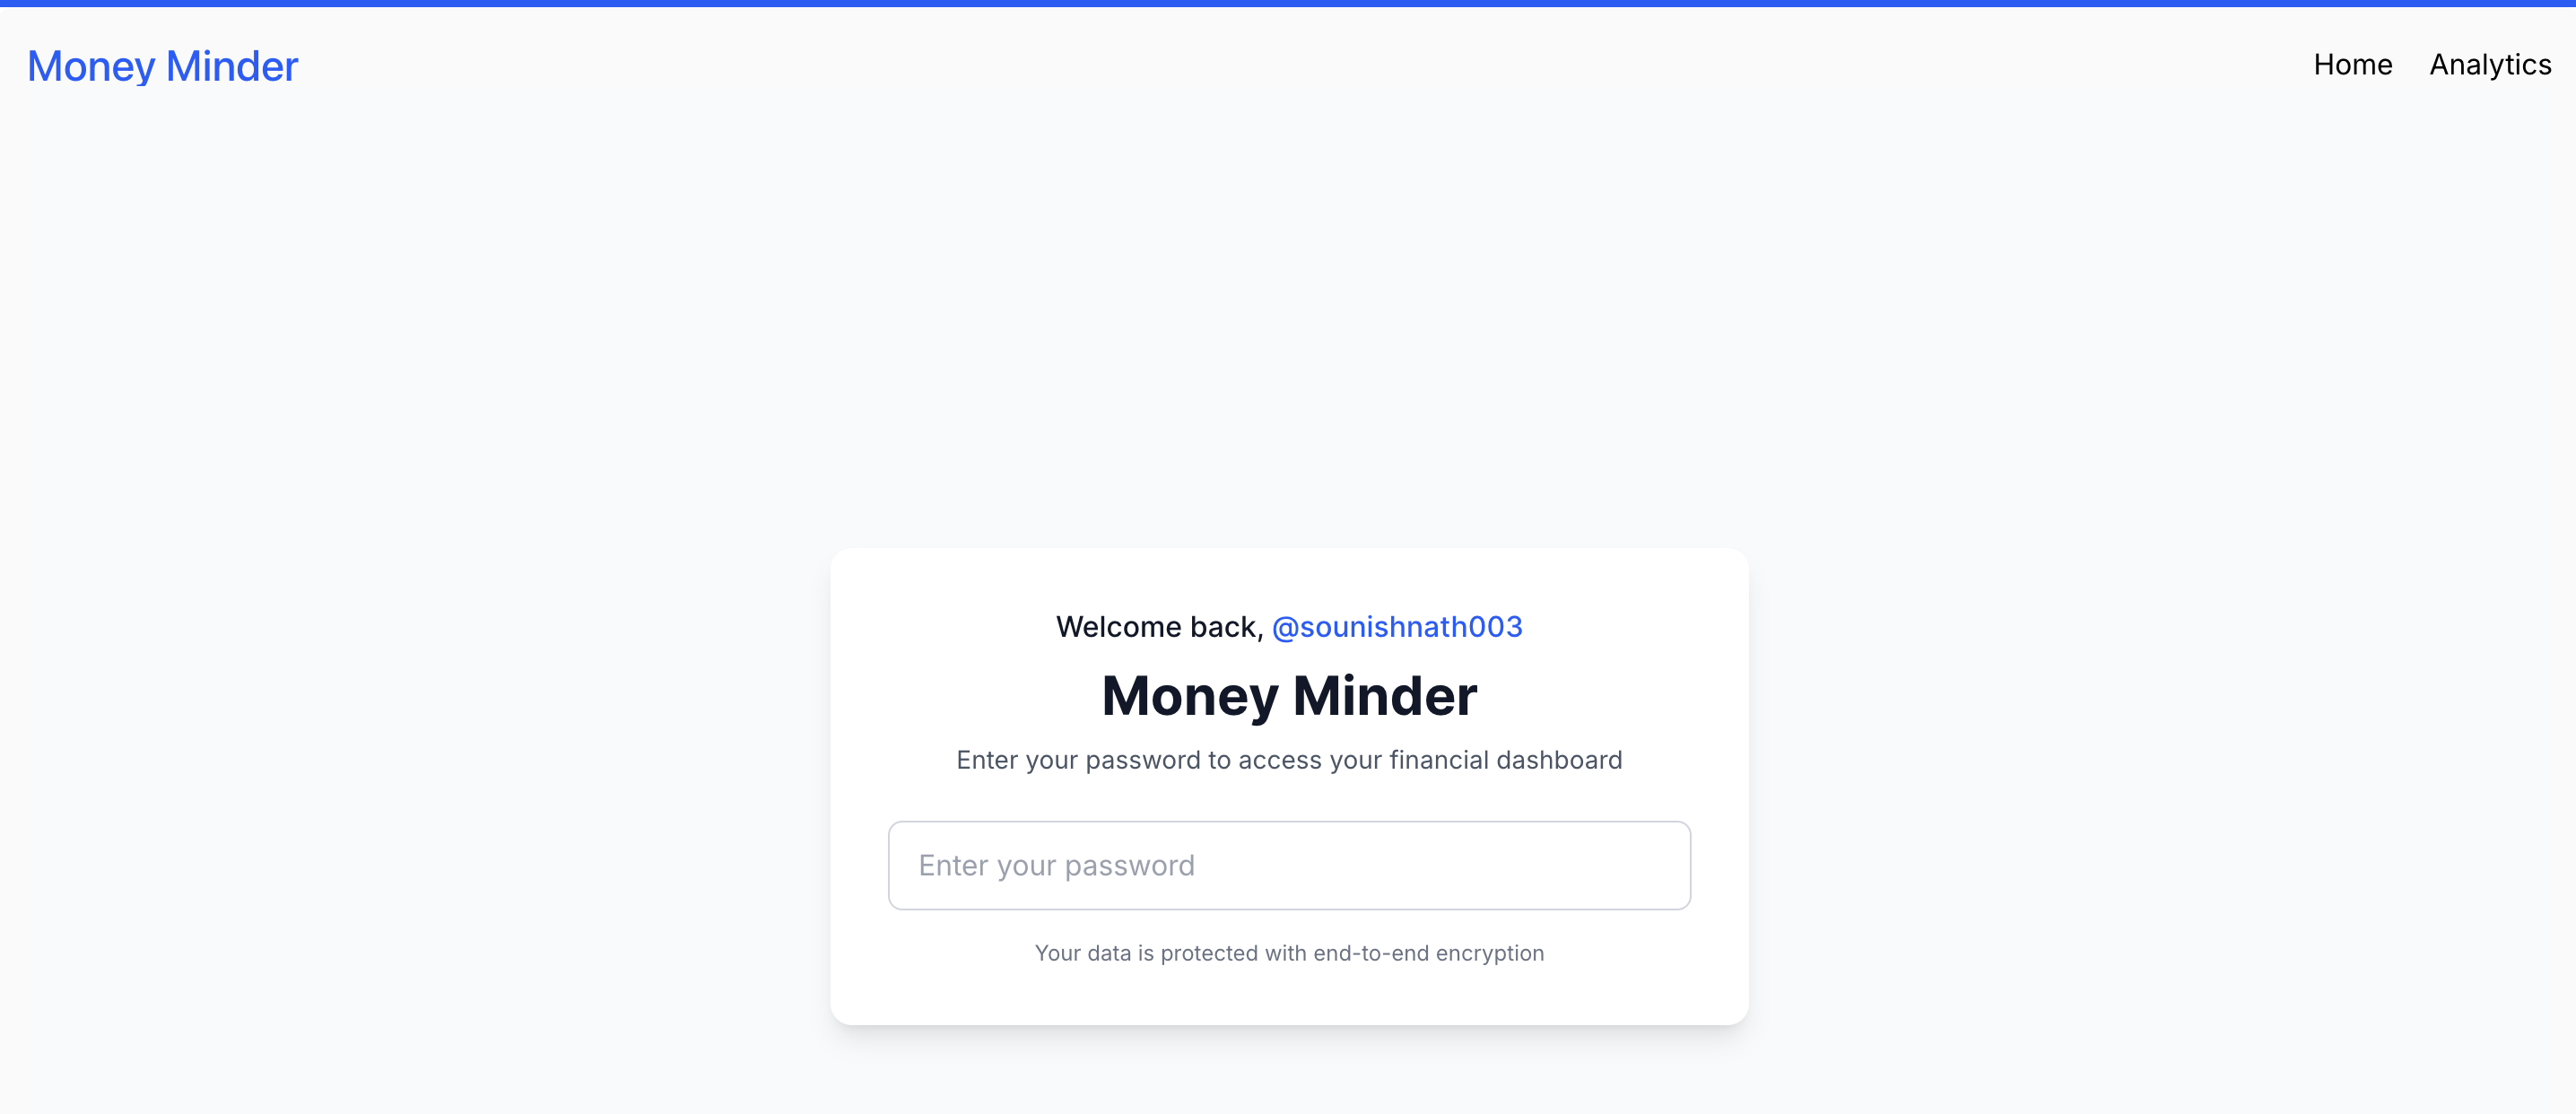 Money Minder
Home Analytics
Welcome back, @sounishnath003
Money Minder
Enter your password to access your financial dashboard
Enter your password
Your data is protected with end-to-end encryption